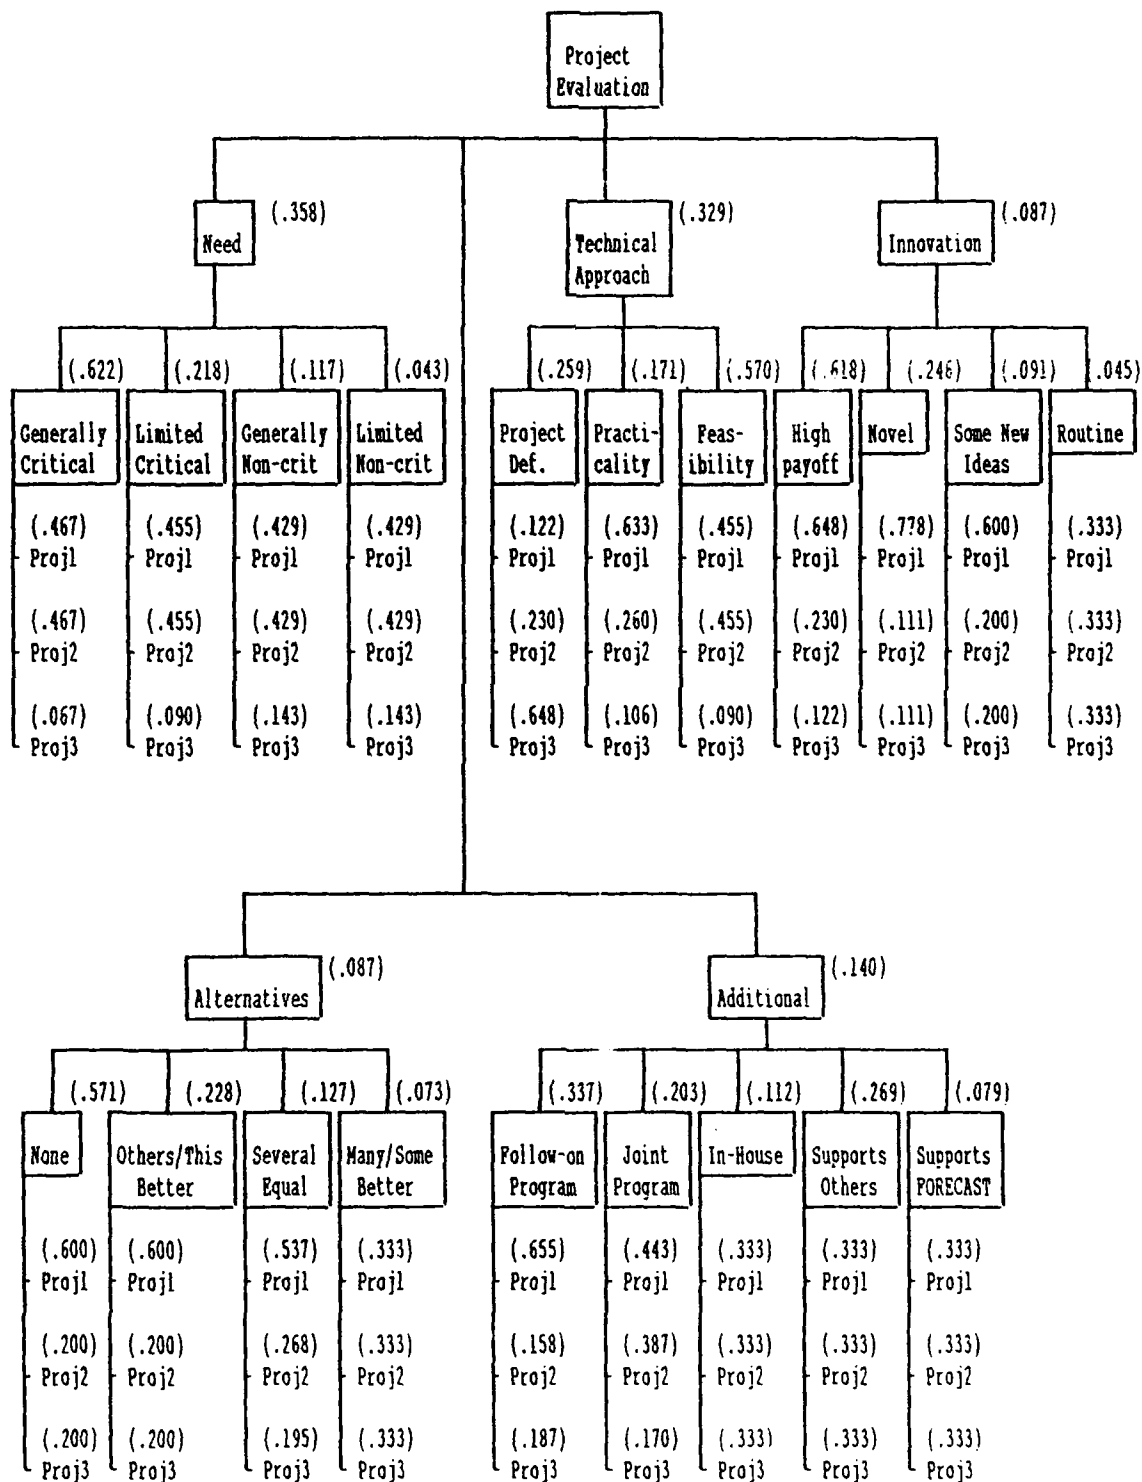 Project
Evaluation
(.358)
(.329)
(.087)
Need
Technical
Approach
Innovation
(.622) (.218) (.117) (.043) (.259) (.171) (.570) (.618) (.246) (.091) (.045)
Generally
Critical
Limited
Critical
Generally
Non-crit
Limited
Non-crit
Project
Def.
Practi-
cality
Feas-
ibility
High
payoff
Novel
Some New
Ideas
Routine
(.467) (.455) (.429) (.429) (.122) (.633) (.455) (.648) (.778) (.600) (.333)
Proj1 Proj1 Proj1 Proj1 Proj1 Proj1 Proj1 Proj1 Proj1 Proj1 Proj1
(.467) (.455) (.429) (.429) (.230) (.260) (.455) (.230) (.111) (.200) (.333)
Proj2 Proj2 Proj2 Proj2 Proj2 Proj2 Proj2 Proj2 Proj2 Proj2 Proj2
(.067) (.090) (.143) (.143) (.648) (.106) (.090) (.122) (.111) (.200) (.333)
Proj3 Proj3 Proj3 Proj3 Proj3 Proj3 Proj3 Proj3 Proj3 Proj3 Proj3
(.087)
(.140)
Alternatives
Additional
(.571) (.228) (.127) (.073) (.337) (.203) (.112) (.269) (.079)
None
Others/This
Better
Several
Equal
Many/Some
Better
Follow-on
Program
Joint
Program
In-House
Supports
Others
Supports
FORECAST
(.600) (.600) (.537) (.333) (.655) (.443) (.333) (.333) (.333)
Proj1 Proj1 Proj1 Proj1 Proj1 Proj1 Proj1 Proj1 Proj1
(.200) (.200) (.268) (.333) (.158) (.387) (.333) (.333) (.333)
Proj2 Proj2 Proj2 Proj2 Proj2 Proj2 Proj2 Proj2 Proj2
(.200) (.200) (.195) (.333) (.187) (.170) (.333) (.333) (.333)
Proj3 Proj3 Proj3 Proj3 Proj3 Proj3 Proj3 Proj3 Proj3